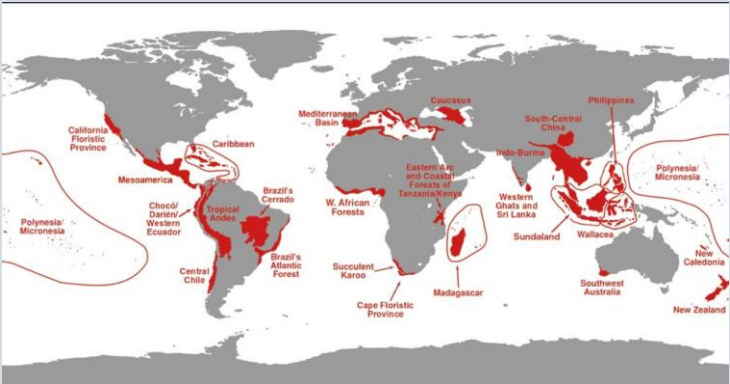 Philippines
Caucasus
Mediterranean
Basin
South-Central
China
California
Floristic
Province
Caribbean
Indo-Burma
Mesoamerica
Eastern Arc
and Coastal
Forests of
Tanzania/Kenya
Polynesia/
Micronesia
Brazil's
Cerrado
Western
Ghats and
Sri Lanka
Chocó/
Darién/
Western
Ecuador
Tropical
Andes
W. African
Forests
Polynesia/
Micronesia
Sundaland
Wallacea
Brazil's
Atlantic
Forest
New
Caledonia
Central
Chile
Succulent
Karoo
Madagascar
Southwest
Australia
Cape Floristic
Province
New Zealand